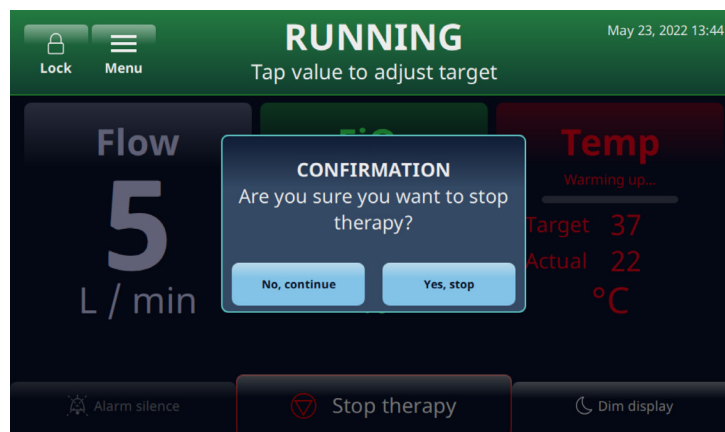 RUNNING
May 23, 2022 13:44
Lock
Menu
Tap value to adjust target
Flow
5
L / min
Temp
Warming up...
Target 37
Actual 22
°C
CONFIRMATION
Are you sure you want to stop
therapy?
No, continue
Yes, stop
Alarm silence
Stop therapy
Dim display